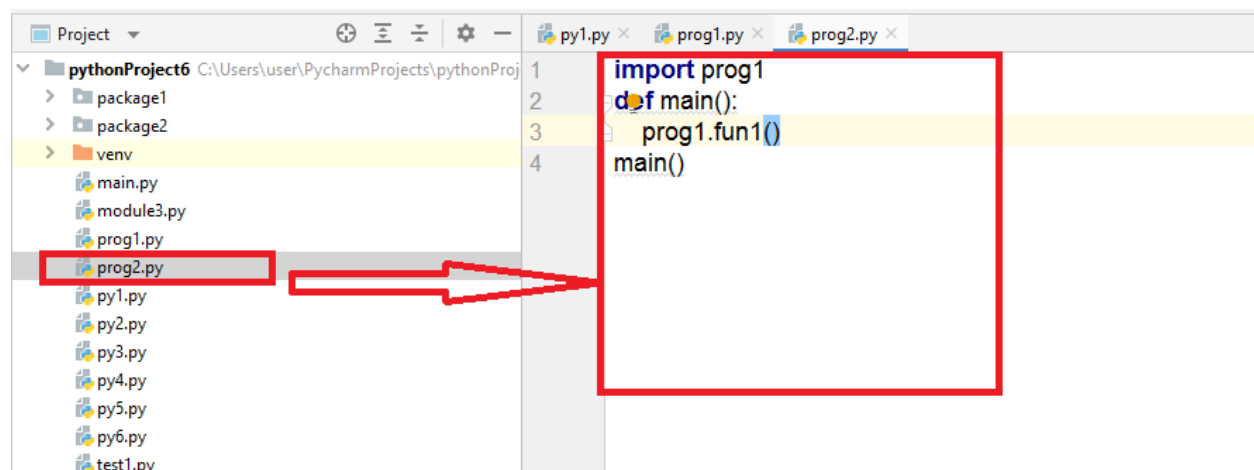 Project
py1.py
prog1.py
prog2.py
pythonProject6 C:\Users\user\PycharmProjects\pythonProj
package1
package2
venv
main.py
module3.py
prog1.py
prog2.py
py1.py
py2.py
py3.py
py4.py
py5.py
py6.py
test1.py
1 import prog1
2 def main():
3 prog1.fun1()
4 main()